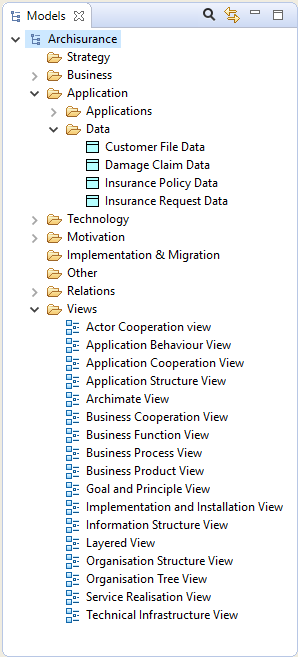 Models
Archisurance
Strategy
Business
Application
Applications
Data
Customer File Data
Damage Claim Data
Insurance Policy Data
Insurance Request Data
Technology
Motivation
Implementation & Migration
Other
Relations
Views
Actor Cooperation view
Application Behaviour View
Application Cooperation View
Application Structure View
Archimate View
Business Cooperation View
Business Function View
Business Process View
Business Product View
Goal and Principle View
Implementation and Installation View
Information Structure View
Layered View
Organisation Structure View
Organisation Tree View
Service Realisation View
Technical Infrastructure View